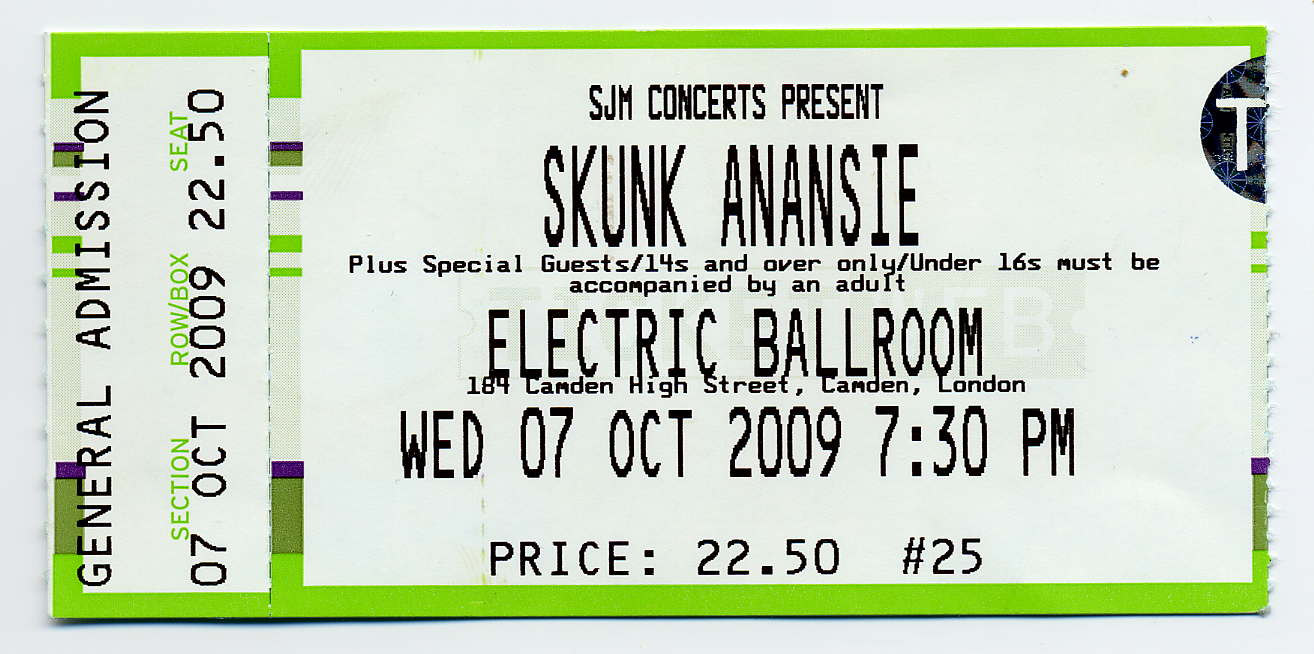 GENERAL ADMISSION
SECTION ROW/BOX SEAT
07 OCT 2009 22.50
SJM CONCERTS PRESENT
SKUNK ANANSIE
Plus Special Guests/14s and over only/Under 16s must be
accompanied by an adult
ELECTRIC BALLROOM
184 Camden High Street, Camden, London
WED 07 OCT 2009 7:30 PM
PRICE: 22.50 #25
T